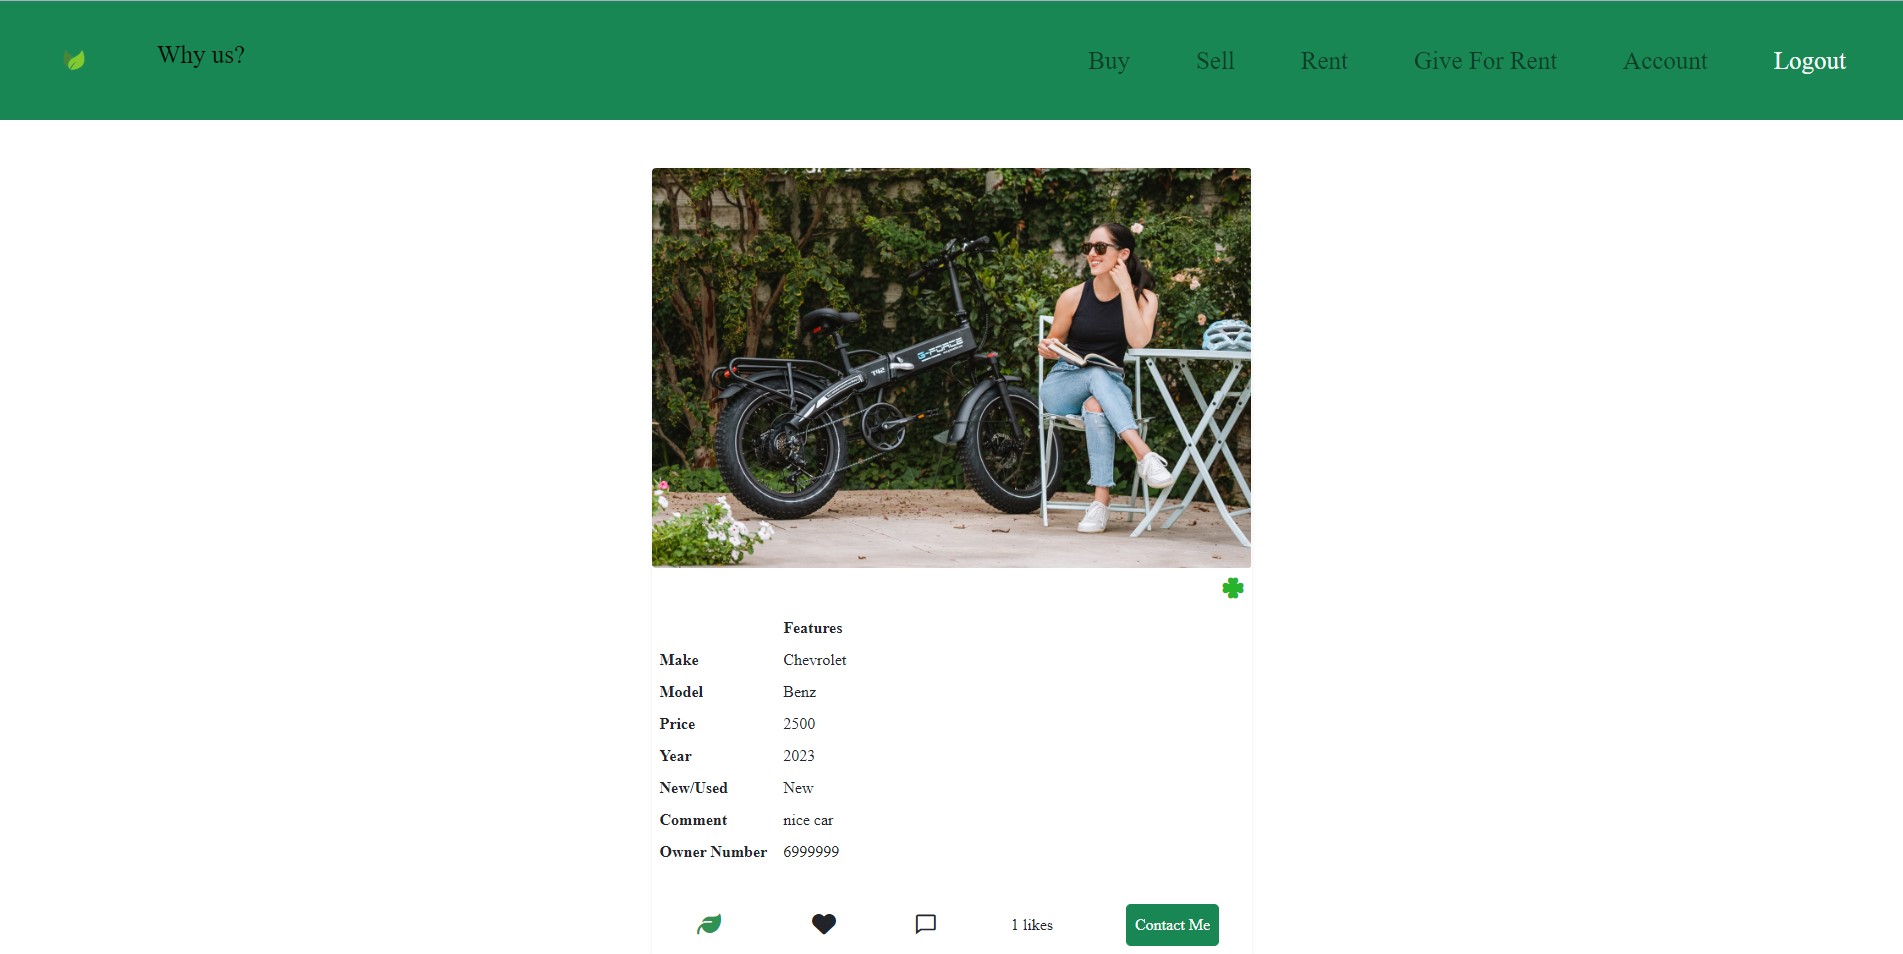 Why us?
Buy Sell Rent Give For Rent Account Logout
G-FORCE
T42
Features
Make Chevrolet
Model Benz
Price 2500
Year 2023
New/Used New
Comment nice car
Owner Number 6999999
1 likes Contact Me